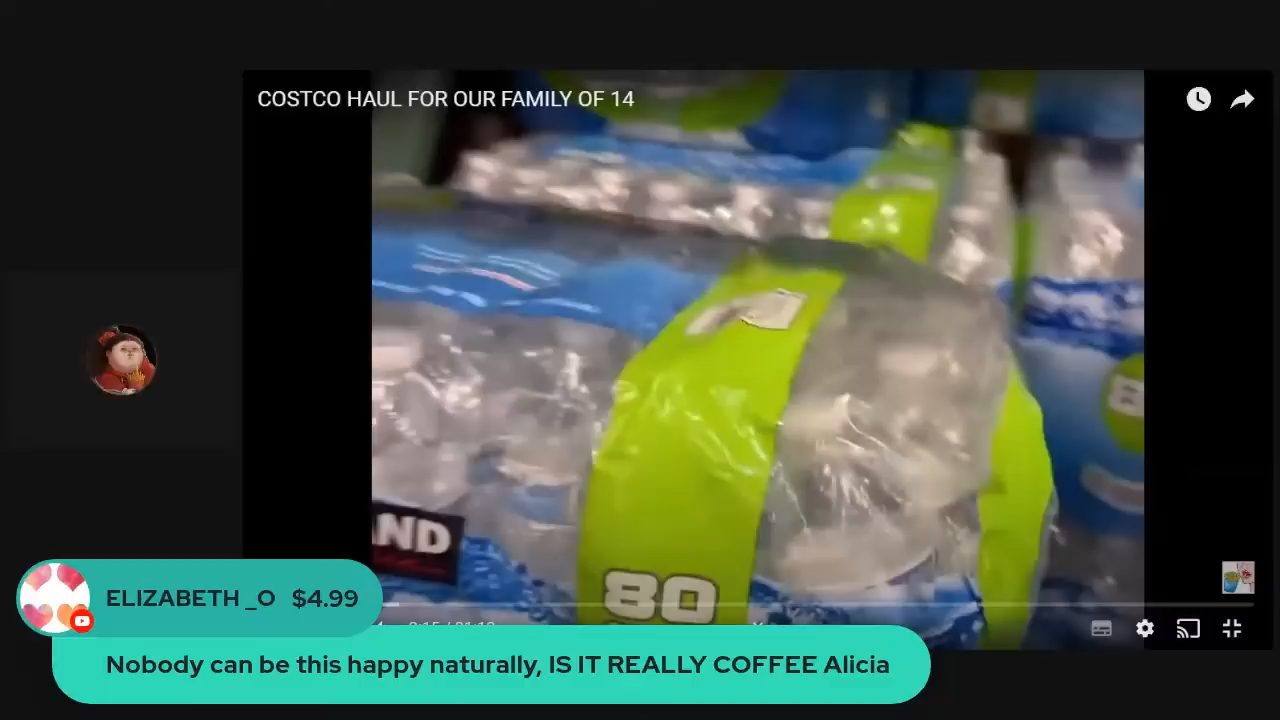 COSTCO HAUL FOR OUR FAMILY OF 14
AND
80
8
ELIZABETH _O $4.99
Nobody can be this happy naturally, IS IT REALLY COFFEE Alicia